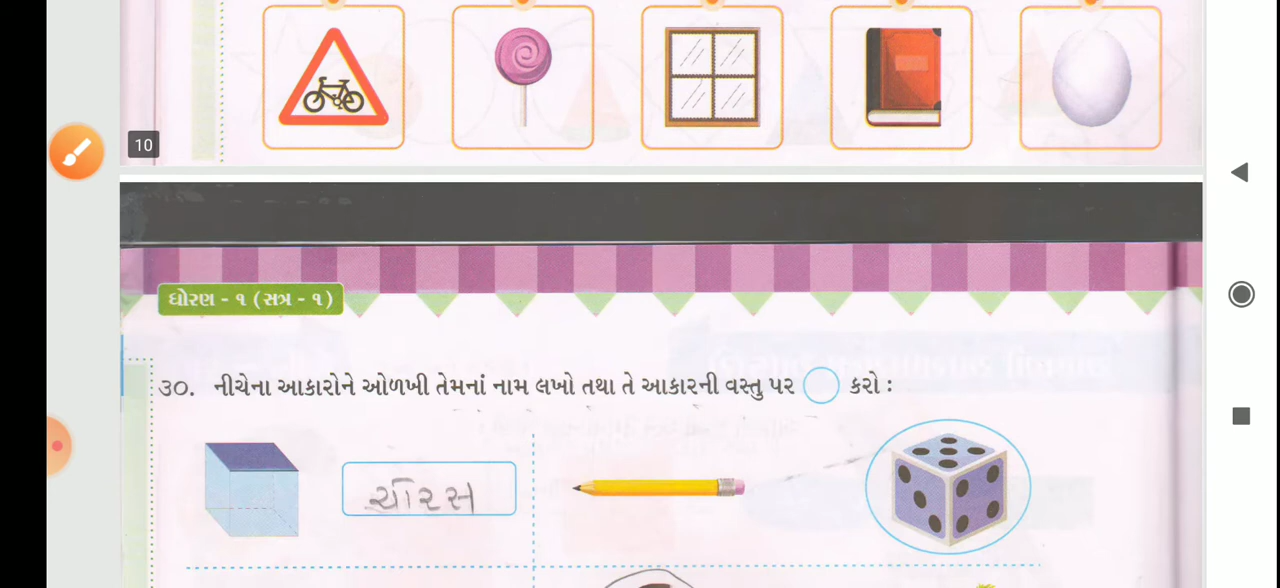 10
ધોરણ - ૧ (સત્ર - ૧)
૩૦. નીચેના આકારોને ઓળખી તેમનાં નામ લખો તથા તે આકારની વસ્તુ પર કરો :
ચોરસ